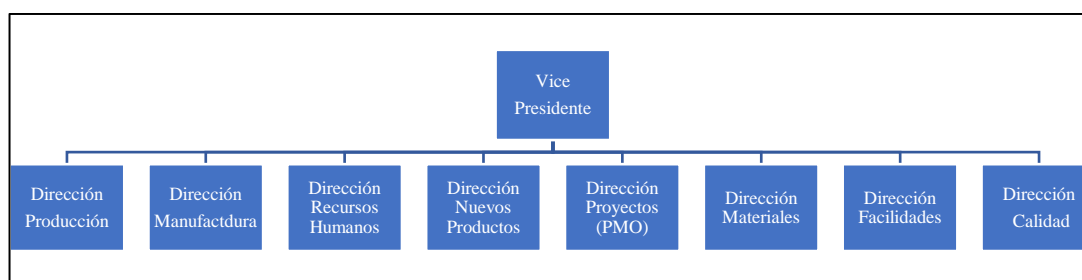 Vice
Presidente
Dirección
Producción
Dirección
Manufactdura
Dirección
Recursos
Humanos
Dirección
Nuevos
Productos
Dirección
Proyectos
(PMO)
Dirección
Materiales
Dirección
Facilidades
Dirección
Calidad